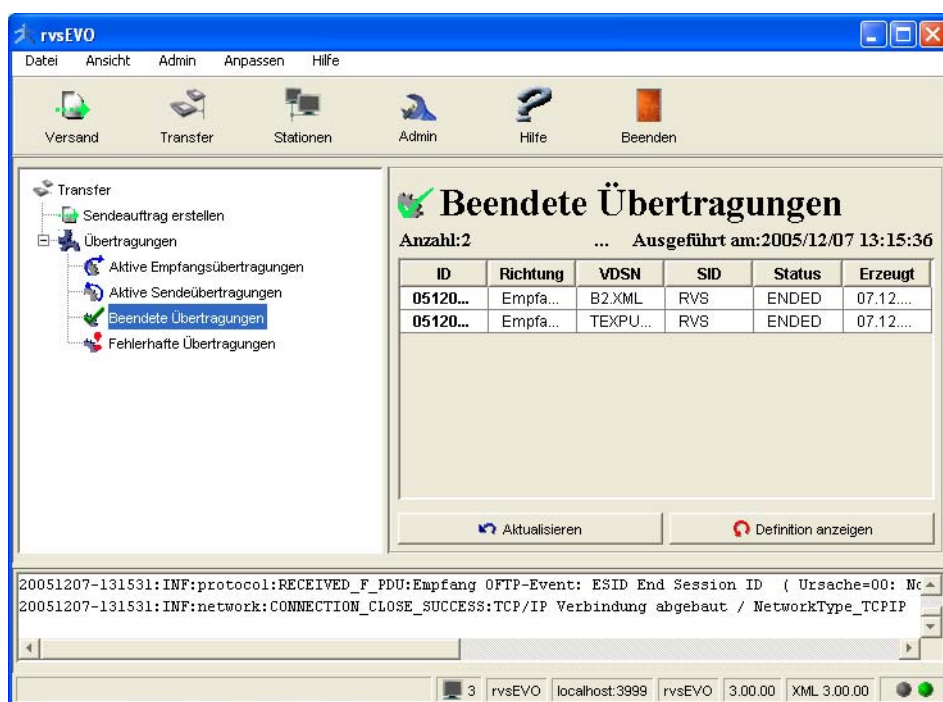 rvsEVO
Datei Ansicht Admin Anpassen Hilfe
Versand Transfer Stationen Admin Hilfe Beenden
Transfer
Sendeauftrag erstellen
Übertragungen
Aktive Empfangsübertragungen
Aktive Sendeübertragungen
Beendete Übertragungen
Fehlerhafte Übertragungen
Beendete Übertragungen
Anzahl:2 ... Ausgeführt am:2005/12/07 13:15:36
ID Richtung VDSN SID Status Erzeugt
05120... Empfa... B2.XML RVS ENDED 07.12....
05120... Empfa... TEXPU... RVS ENDED 07.12....
Aktualisieren Definition anzeigen
20051207-131531:INF:protocol:RECEIVED_F_PDU:Empfang OFTP-Event: ESID End Session ID ( Ursache=00: No
20051207-131531:INF:network:CONNECTION_CLOSE_SUCCESS:TCP/IP Verbindung abgebaut / NetworkType_TCPIP
3 rvsEVO localhost:3999 rvsEVO 3.00.00 XML 3.00.00